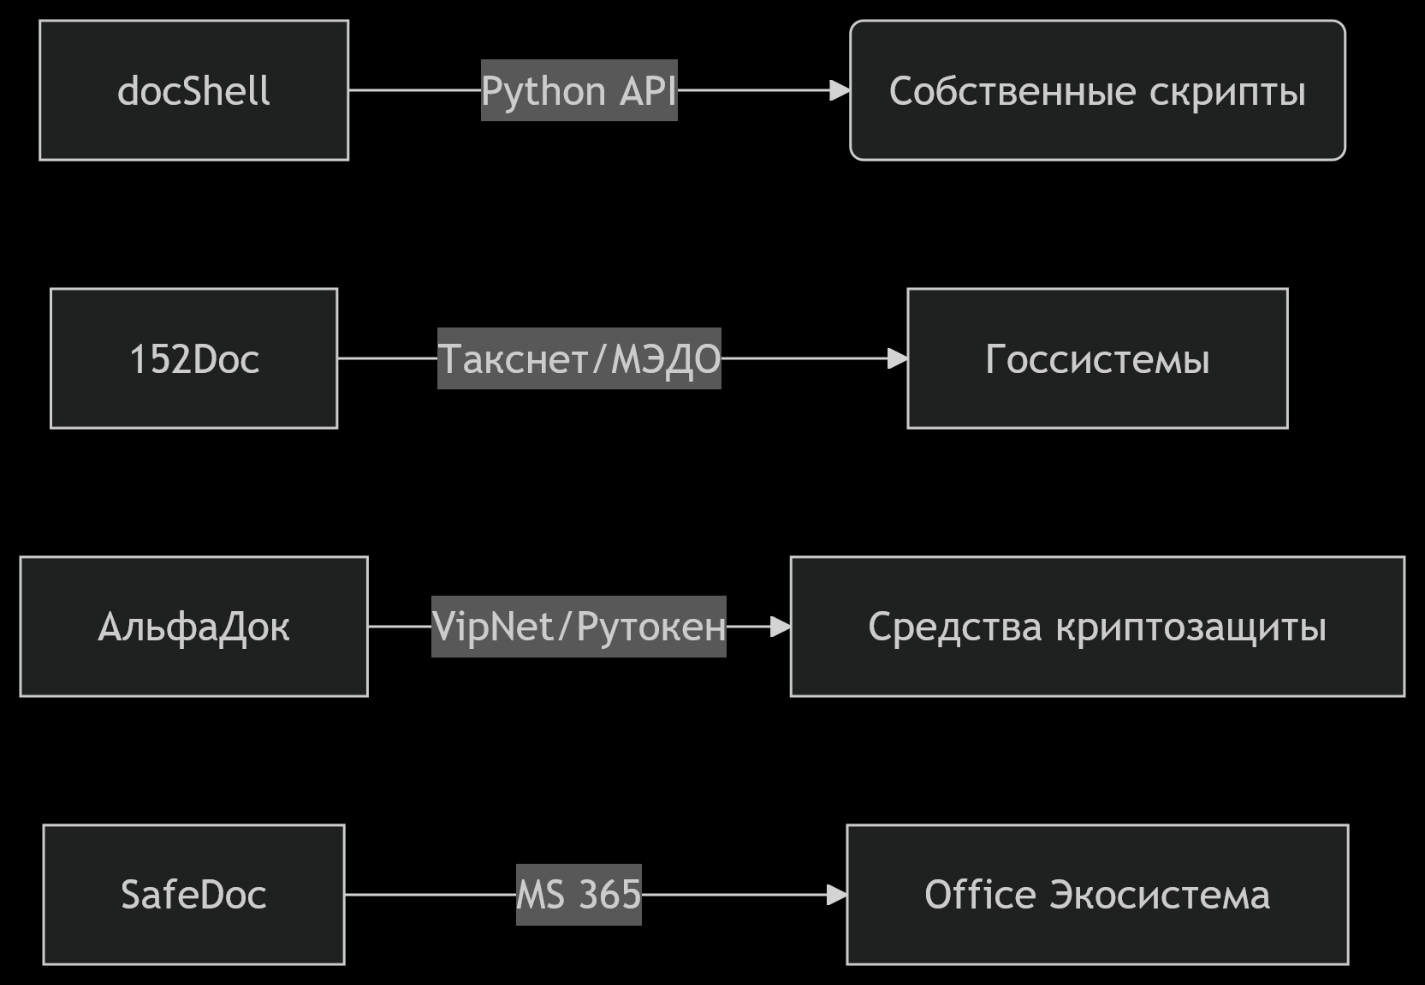 docShell
Python API
Собственные скрипты
152Doc
Такснет/МЭДО
Госсистемы
АльфаДок
VipNet/Рутокен
Средства криптозащиты
SafeDoc
MS 365
Office Экосистема